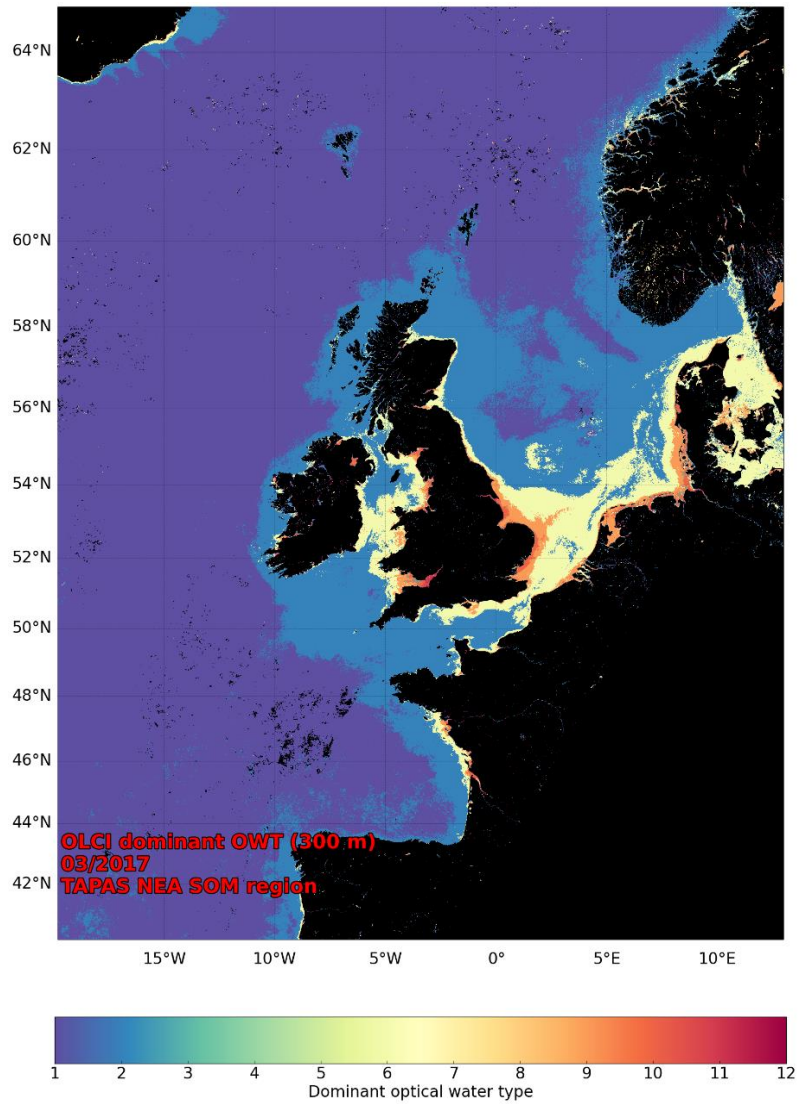 64°N
62°N
60°N
58°N
56°N
54°N
52°N
50°N
48°N
46°N
44°N
OLCI dominant OWT (300 m)
03/2017
42°N
TAPAS NEA SOM region
15°W 10°W 5°W 0° 5°E 10°E
1 2 3 4 5 6 7 8 9 10 11 12
Dominant optical water type